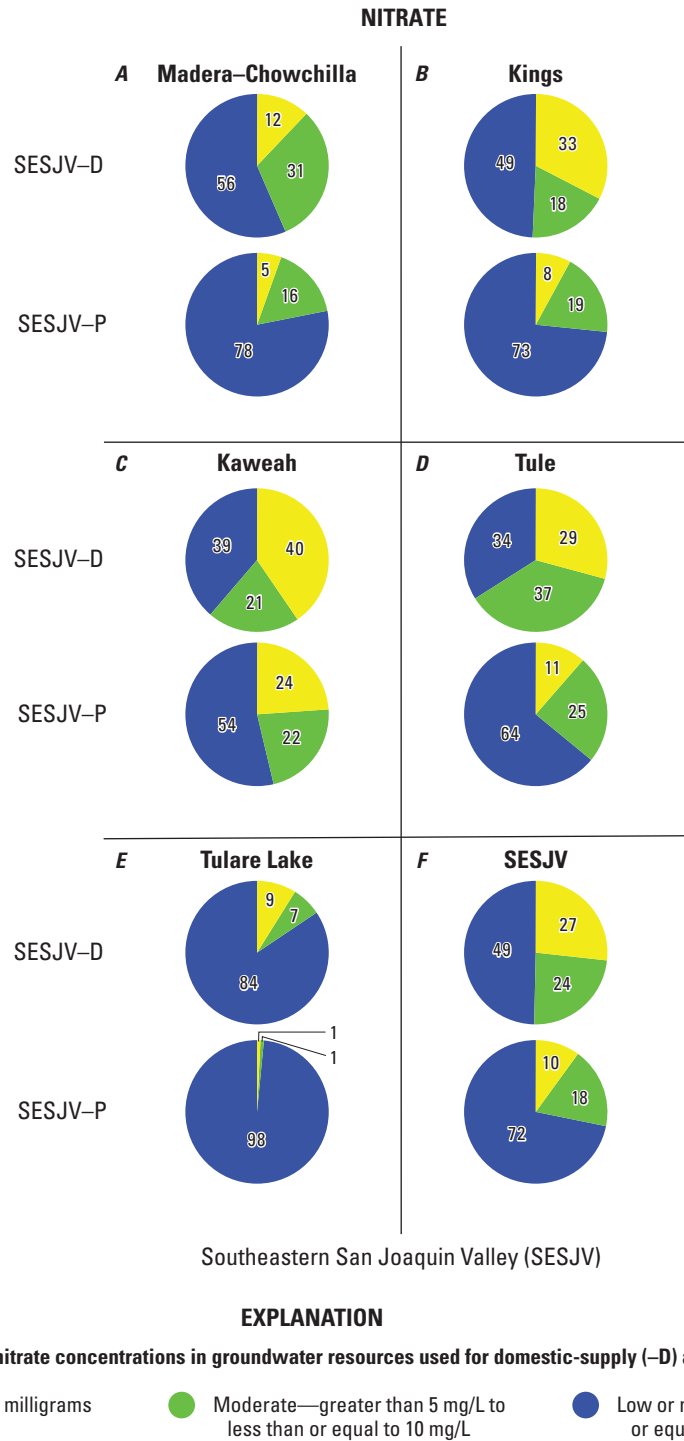 NITRATE
A Madera–Chowchilla
B Kings
SESJV–D
12
31
56
33
18
49
SESJV–P
5
16
78
8
19
73
C Kaweah
D Tule
SESJV–D
40
21
39
29
37
34
SESJV–P
24
22
54
11
25
64
E Tulare Lake
F SESJV
SESJV–D
9
7
84
27
24
49
SESJV–P
1
1
98
10
18
72
Southeastern San Joaquin Valley (SESJV)
EXPLANATION
nitrate concentrations in groundwater resources used for domestic-supply (–D)
milligrams
Moderate—greater than 5 mg/L to
less than or equal to 10 mg/L
Low or
or